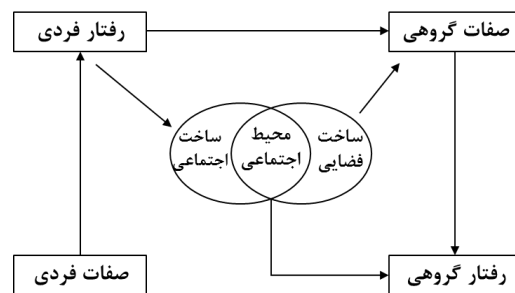 صفات گروهی
رفتار فردی
ساخت فضایی
محیط اجتماعی
ساخت اجتماعی
رفتار گروهی
صفات فردی